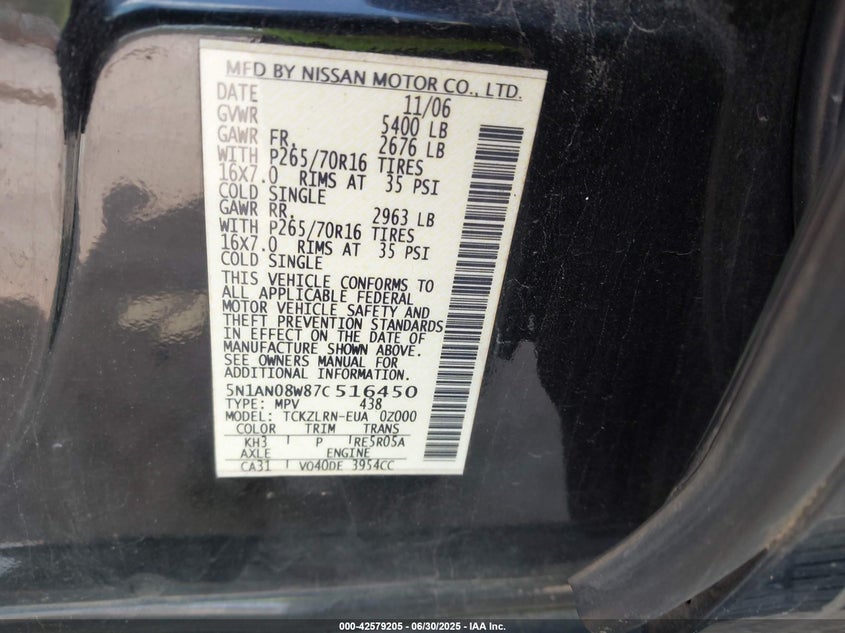 MFD BY NISSAN MOTOR CO., LTD.
DATE 11/06
GVWR 5400 LB
GAWR FR. 2676 LB
WITH P265/70R16 TIRES
16X7.0 RIMS AT 35 PSI
COLD SINGLE
GAWR RR. 2963 LB
WITH P265/70R16 TIRES
16X7.0 RIMS AT 35 PSI
COLD SINGLE
THIS VEHICLE CONFORMS TO
ALL APPLICABLE FEDERAL
MOTOR VEHICLE SAFETY AND
THEFT PREVENTION STANDARDS
IN EFFECT ON THE DATE OF
MANUFACTURE SHOWN ABOVE.
SEE OWNERS MANUAL FOR
ADDITIONAL INFORMATION.
5N1AN08W87C516450
TYPE: MPV 438
MODEL: TCKZLRN-EUA 0Z000
COLOR TRIM TRANS
KH3 P RE5R05A
AXLE ENGINE
CA31 VQ40DE 3954CC
000-42579205 - 06/30/2025 - IAA Inc.